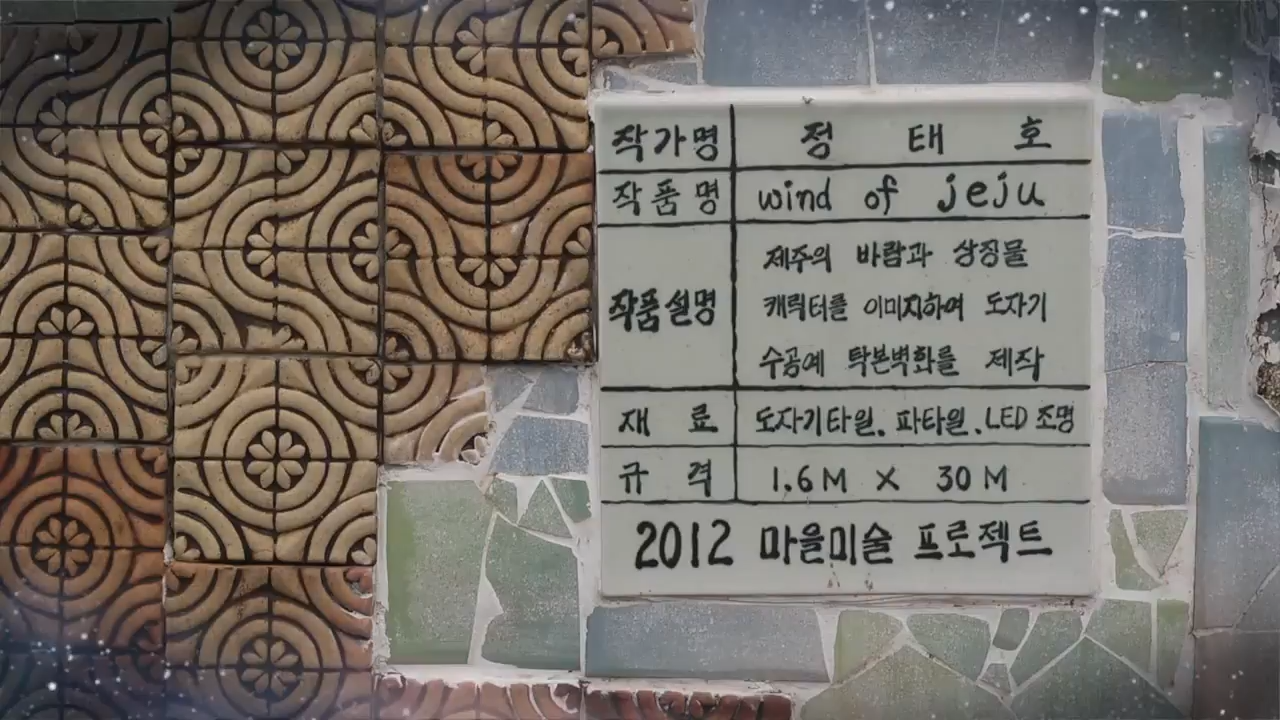 작가명 정 태 호
작품명 wind of jeju
작품설명 제주의 바람과 상징물
캐릭터를 이미지하여 도자기
수공예 탁본벽화를 제작
재 료 도자기타일. 파타일. LED 조명
규 격 1.6M X 30M
2012 마을미술 프로젝트